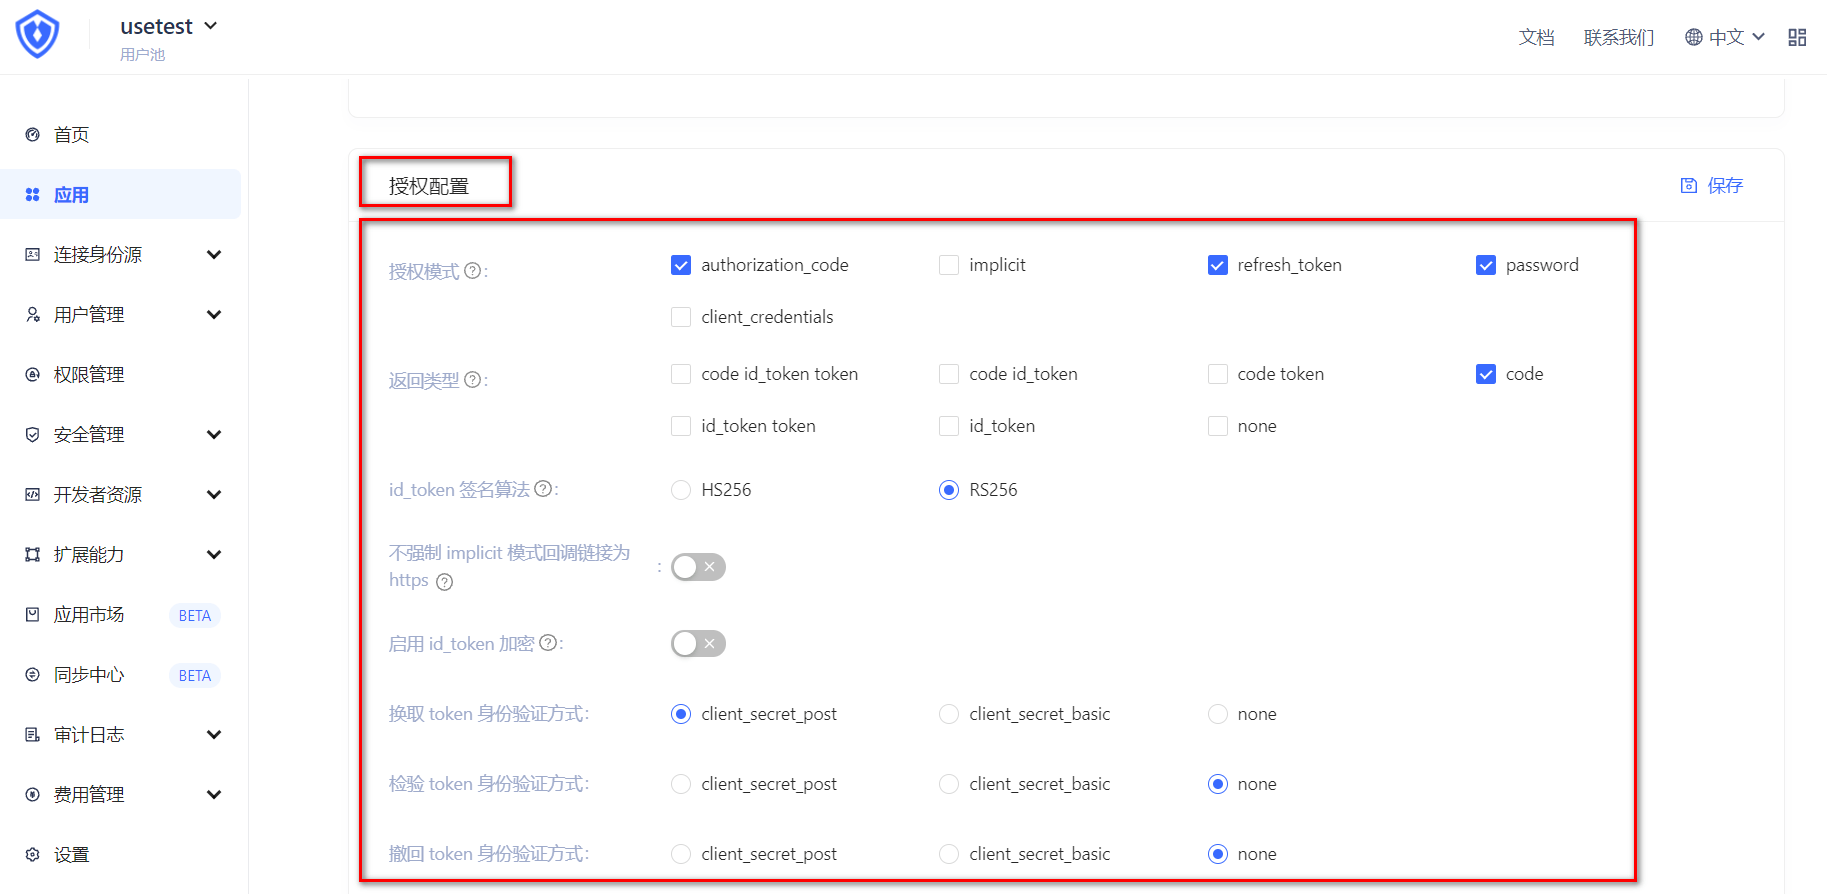 usetest
用户池
文档 联系我们 中文
首页
应用
连接身份源
用户管理
权限管理
安全管理
开发者资源
扩展能力
应用市场 BETA
同步中心 BETA
审计日志
费用管理
设置
授权配置 保存
授权模式 ? : authorization_code implicit refresh_token password
client_credentials
返回类型 ? : code id_token token code id_token code token code
id_token token id_token none
id_token 签名算法 ? : HS256 RS256
不强制 implicit 模式回调链接为
https ? :
启用 id_token 加密 ? :
换取 token 身份验证方式: client_secret_post client_secret_basic none
检验 token 身份验证方式: client_secret_post client_secret_basic none
撤回 token 身份验证方式: client_secret_post client_secret_basic none